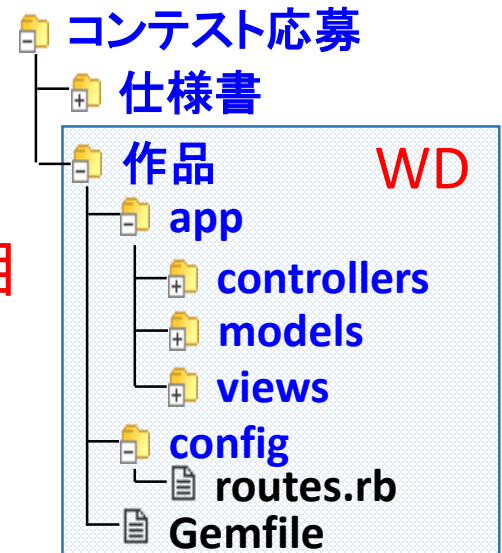 コンテスト応募
仕様書
作品 WD
app
controllers
models
views
config
routes.rb
Gemfile